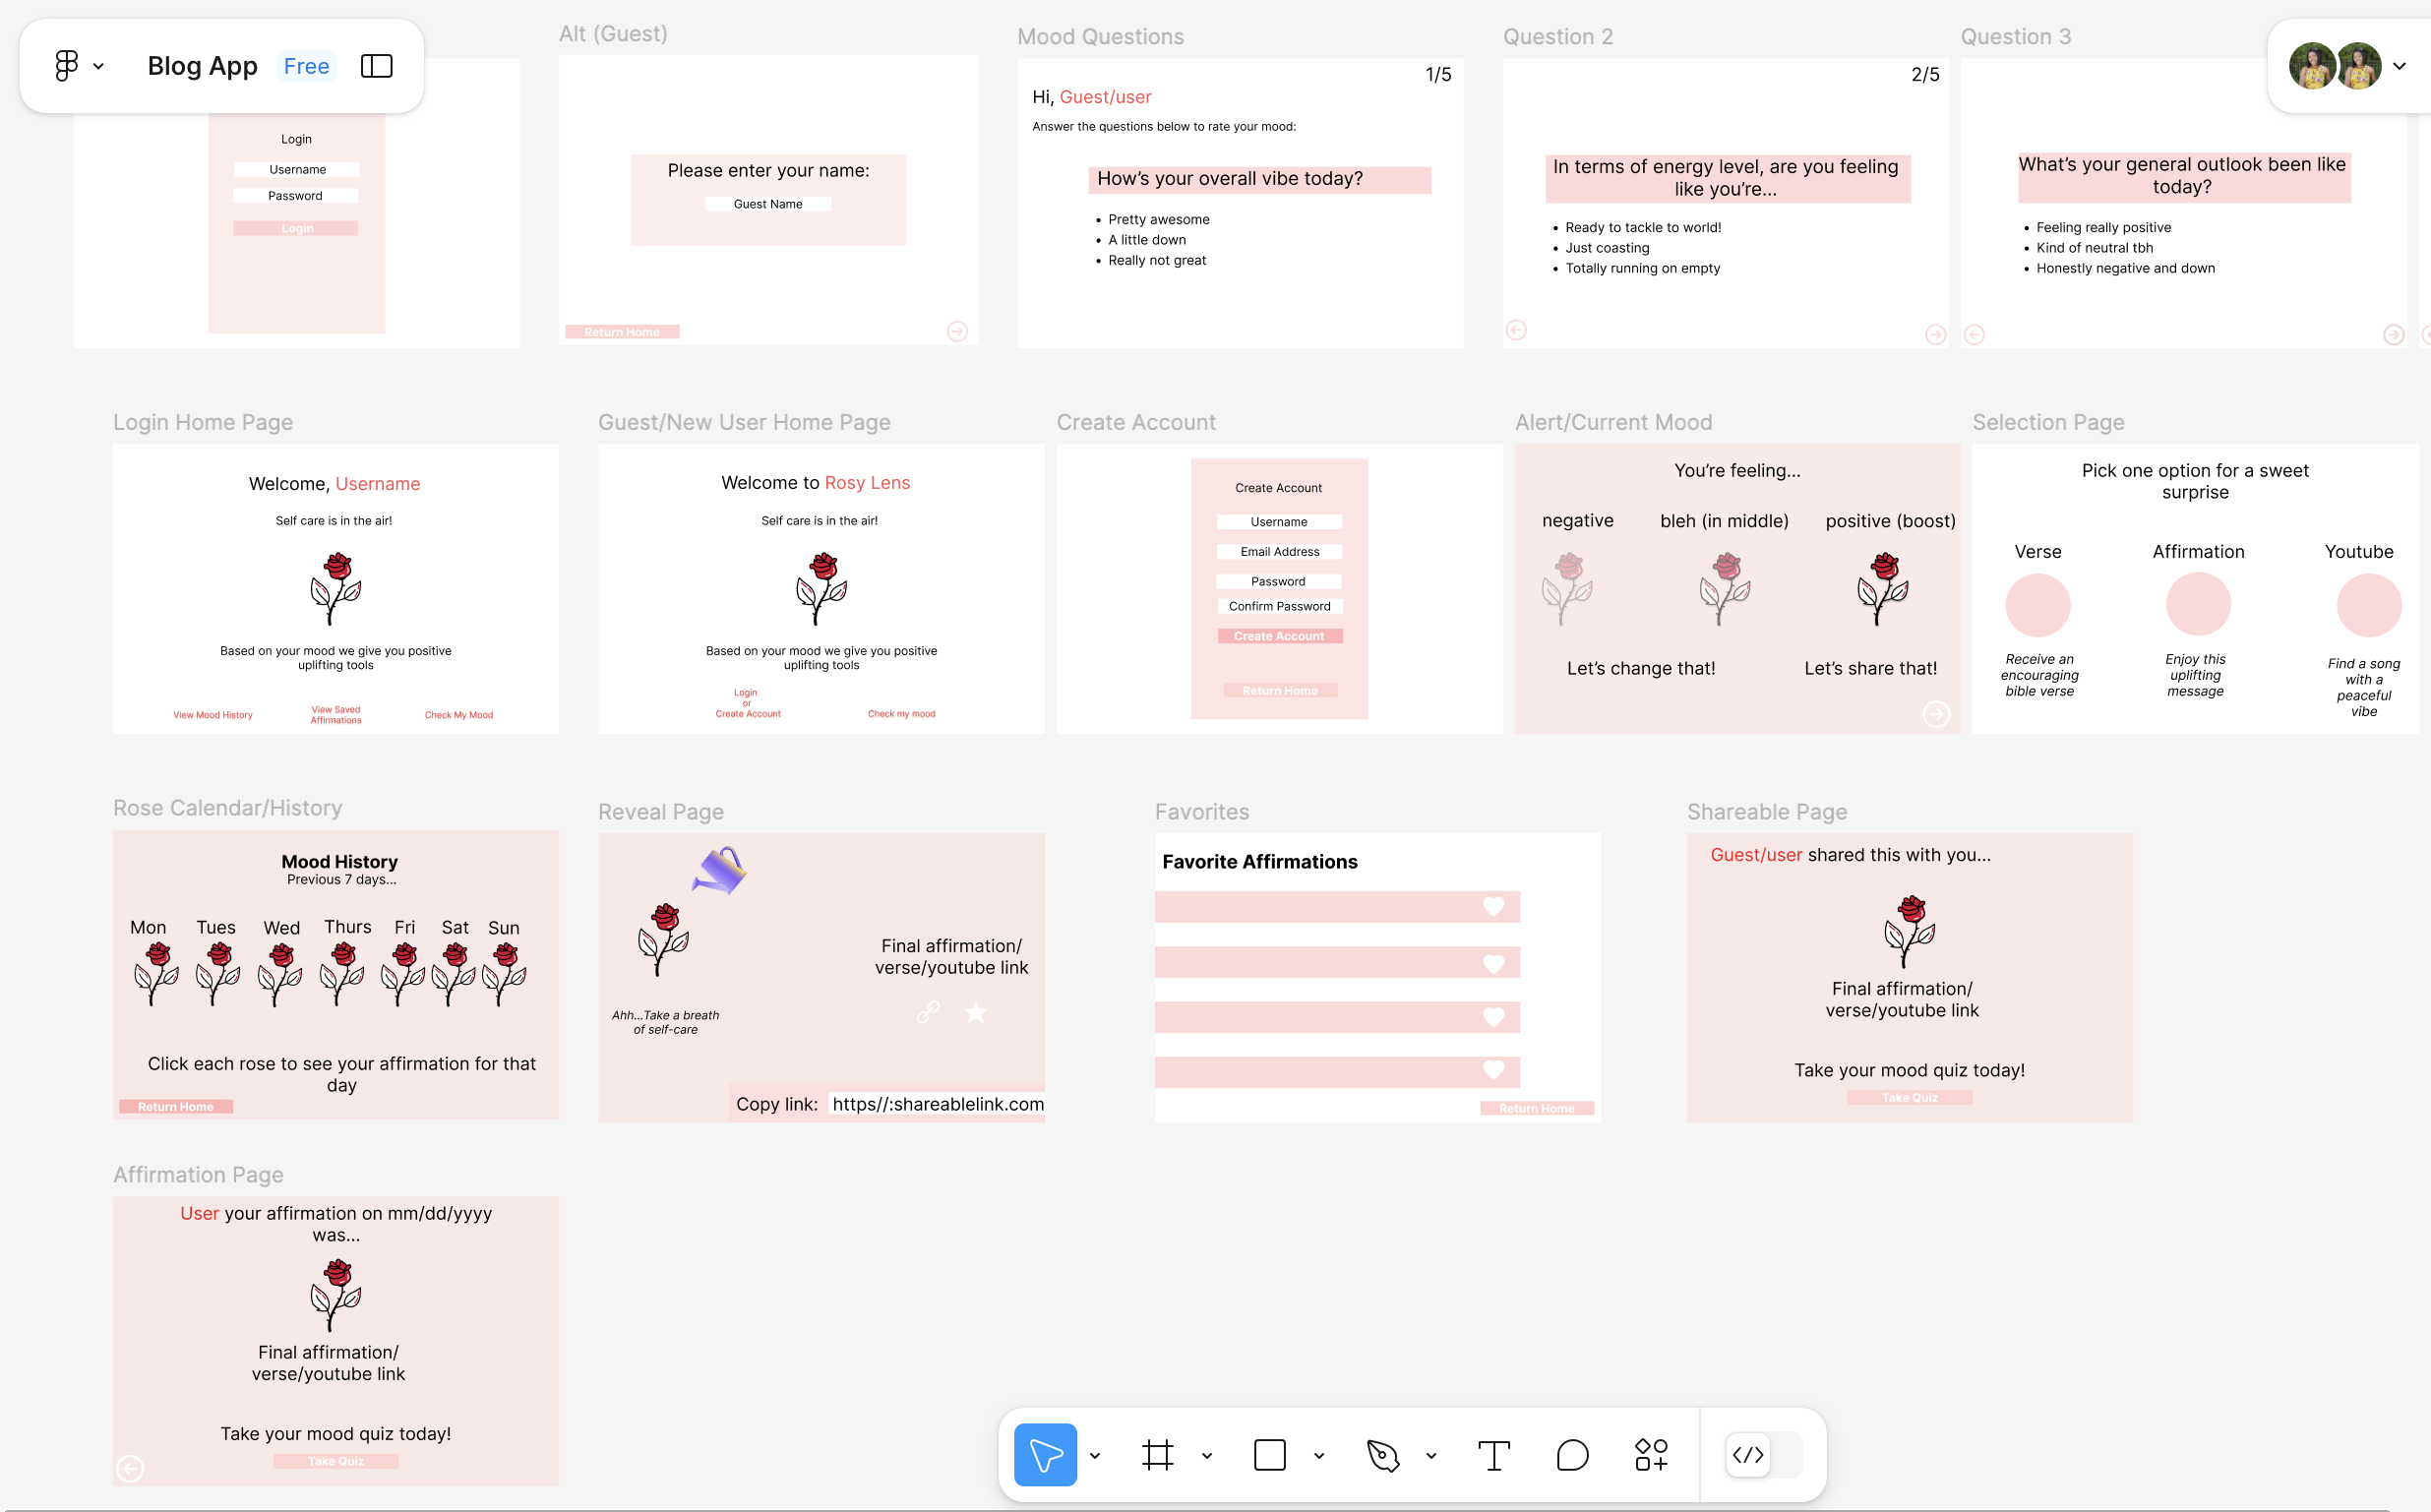 Blog App
Free
Alt (Guest)
Mood Questions
Question 2
Question 3
Login
Username
Password
Login
Please enter your name:
Guest Name
Return Home
1/5
Hi, Guest/user
Answer the questions below to rate your mood:
How's your overall vibe today?
• Pretty awesome
• A little down
• Really not great
2/5
In terms of energy level, are you feeling
like you're...
• Ready to tackle to world!
• Just coasting
• Totally running on empty
What's your general outlook been like
today?
• Feeling really positive
• Kind of neutral tbh
• Honestly negative and down
Login Home Page
Guest/New User Home Page
Create Account
Alert/Current Mood
Selection Page
Welcome, Username
Self care is in the air!
Based on your mood we give you positive
uplifting tools
View Mood History
View Saved
Affirmations
Check My Mood
Welcome to Rosy Lens
Self care is in the air!
Based on your mood we give you positive
uplifting tools
Login
or
Create Account
Check my mood
Create Account
Username
Email Address
Password
Confirm Password
Create Account
Return Home
You're feeling...
negative
bleh (in middle)
positive (boost)
Let's change that!
Let's share that!
Pick one option for a sweet
surprise
Verse
Affirmation
Youtube
Receive an
encouraging
bible verse
Enjoy this
uplifting
message
Find a song
with a
peaceful
vibe
Rose Calendar/History
Reveal Page
Favorites
Shareable Page
Mood History
Previous 7 days...
Mon
Tues
Wed
Thurs
Fri
Sat
Sun
Click each rose to see your affirmation for that
day
Return Home
Ahh...Take a breath
of self-care
Final affirmation/
verse/youtube link
Copy link:
https//:shareablelink.com
Favorite Affirmations
Return Home
Guest/user shared this with you...
Final affirmation/
verse/youtube link
Take your mood quiz today!
Take Quiz
Affirmation Page
User your affirmation on mm/dd/yyyy
was...
Final affirmation/
verse/youtube link
Take your mood quiz today!
Take Quiz